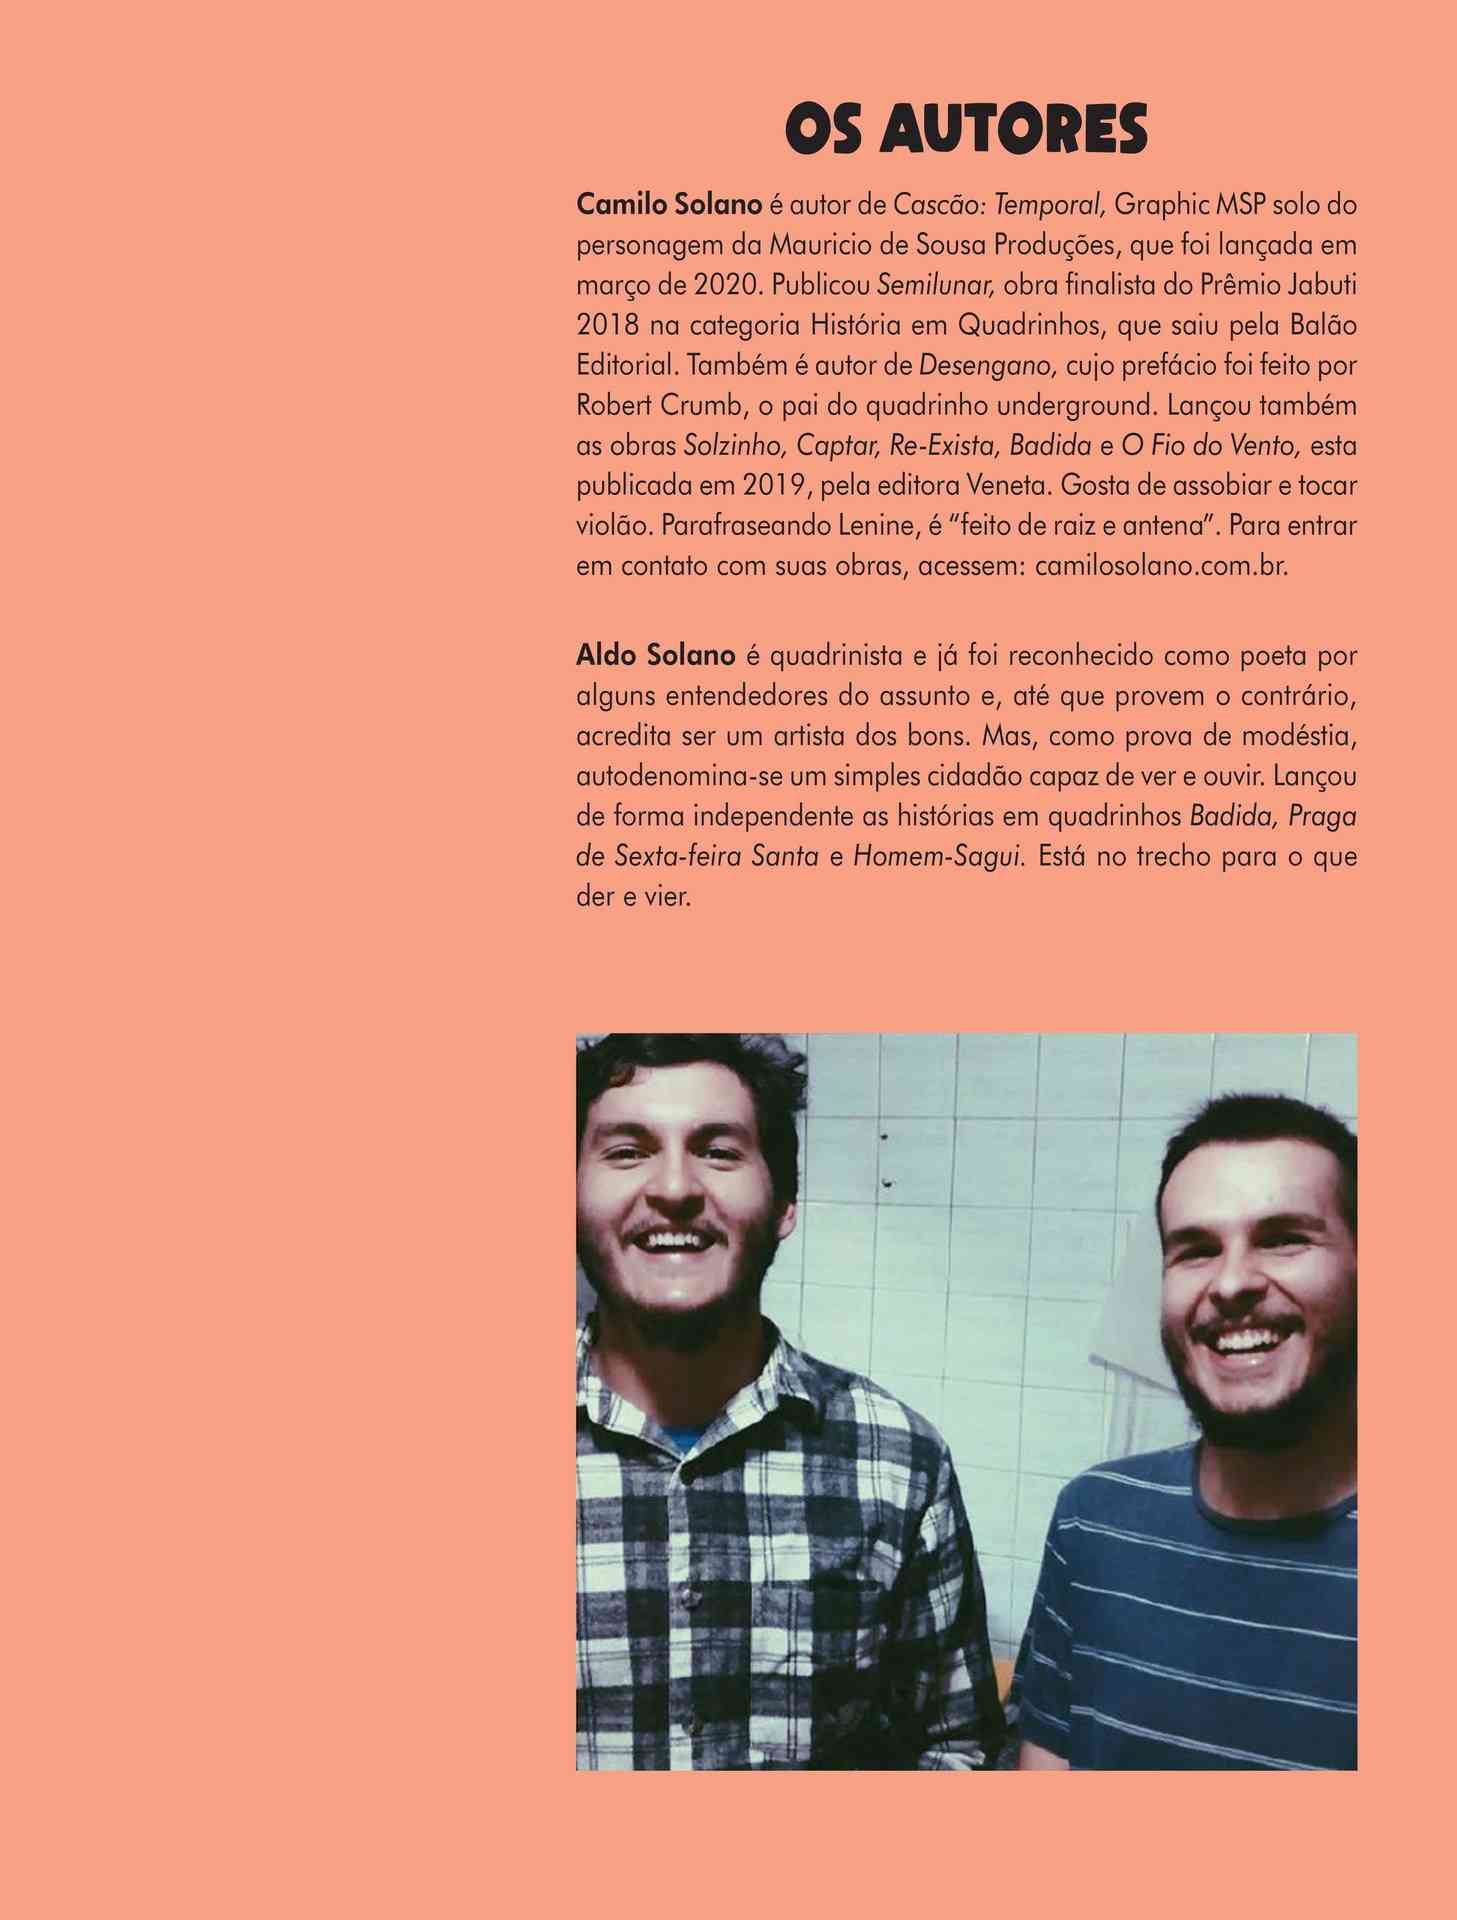 OS AUTORES
Camilo Solano é autor de Cascão: Temporal, Graphic MSP solo do
personagem da Mauricio de Sousa Produções, que foi lançada em
março de 2020. Publicou Semilunar, obra finalista do Prêmio Jabuti
2018 na categoria História em Quadrinhos, que saiu pela Balão
Editorial. Também é autor de Desengano, cujo prefácio foi feito por
Robert Crumb, o pai do quadrinho underground. Lançou também
as obras Solzinho, Captar, Re-Exista, Badida e O Fio do Vento, esta
publicada em 2019, pela editora Veneta. Gosta de assobiar e tocar
violão. Parafraseando Lenine, é “feito de raiz e antena”. Para entrar
em contato com suas obras, acessem: camilosolano.com.br.
Aldo Solano é quadrinista e já foi reconhecido como poeta por
alguns entendedores do assunto e, até que provem o contrário,
acredita ser um artista dos bons. Mas, como prova de modéstia,
autodenomina-se um simples cidadão capaz de ver e ouvir. Lançou
de forma independente as histórias em quadrinhos Badida, Praga
de Sexta-feira Santa e Homem-Sagui. Está no trecho para o que
der e vier.